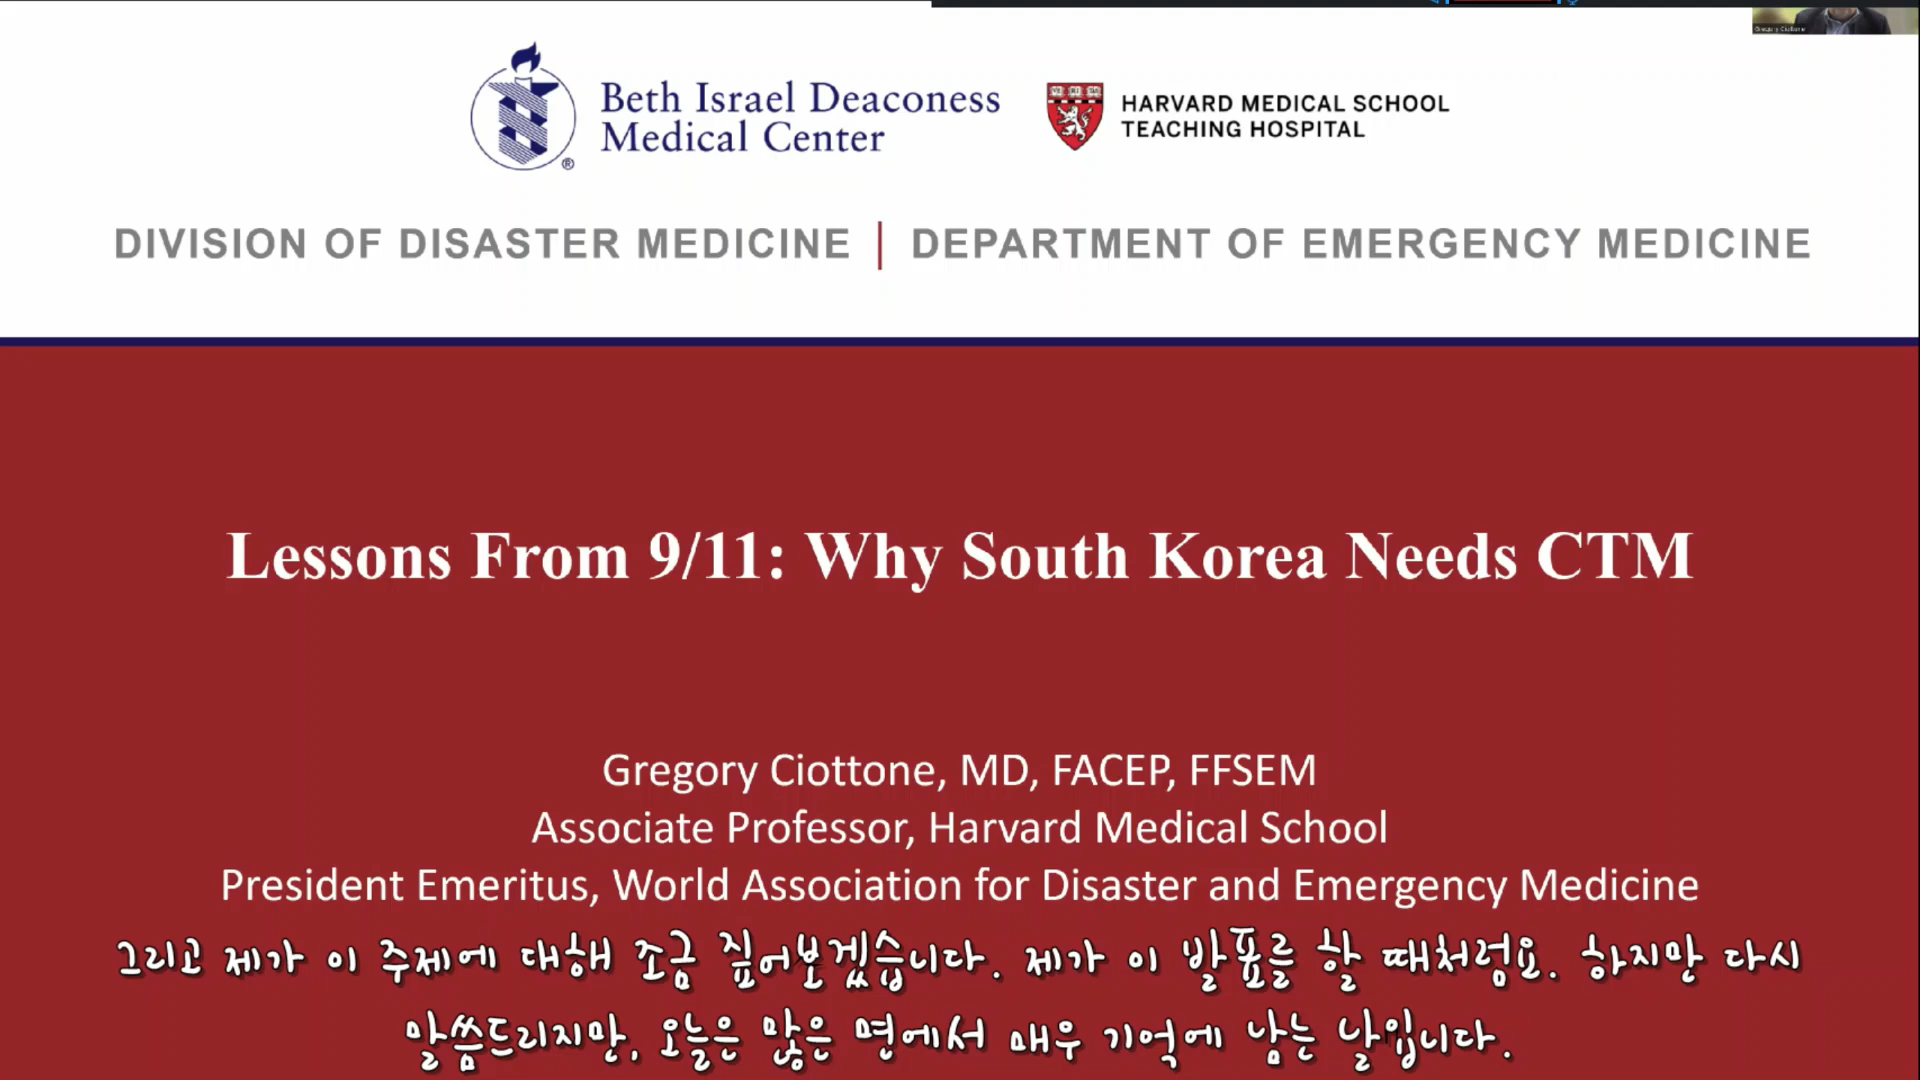 Gregory Ciottone
Beth Israel Deaconess
Medical Center
®
HARVARD MEDICAL SCHOOL
TEACHING HOSPITAL
DIVISION OF DISASTER MEDICINE | DEPARTMENT OF EMERGENCY MEDICINE
Lessons From 9/11: Why South Korea Needs CTM
Gregory Ciottone, MD, FACEP, FFSEM
Associate Professor, Harvard Medical School
President Emeritus, World Association for Disaster and Emergency Medicine
그리고 제가 이 주제에 대해 조금 짚어보겠습니다. 제가 이 발표를 할 때처럼요. 하지만 다시
말씀드리지만, 오늘은 많은 면에서 매우 기억에 남는 날입니다.